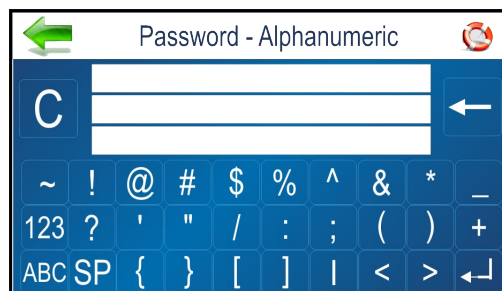 Password - Alphanumeric
C
~ ! @ # $ % ^ & * _
123 ? ' " / : ; ( ) +
ABC SP { } [ ] | < >